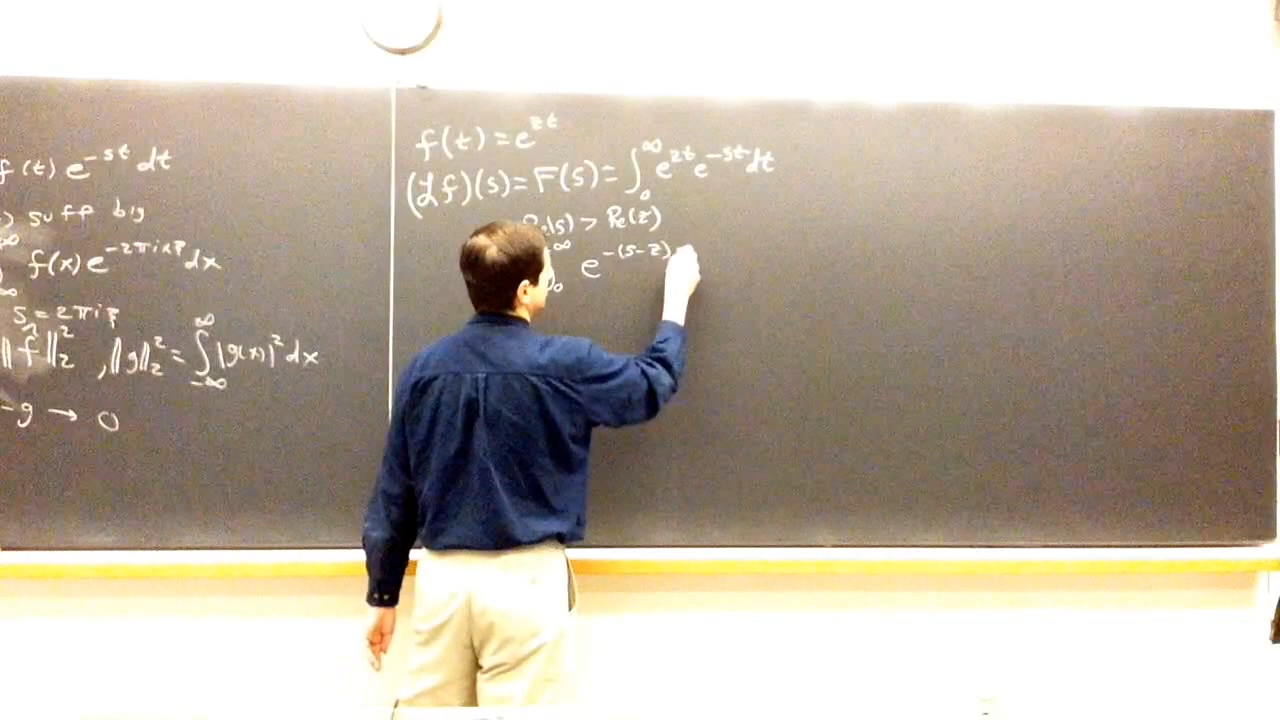 f(t) e^{-st} dt
suff big
f(x) e^{-2πixξ} dx
s = 2πiξ
‖f̂‖₂², ‖g‖₂² = ∫_{-∞}^{∞} |g(x)|² dx
-g → 0
f(t) = e^{zt}
(ℒf)(s) = F(s) = ∫₀^∞ e^{zt} e^{-st} dt
Re(s) > Re(z)
∫₀^∞ e^{-(s-z)